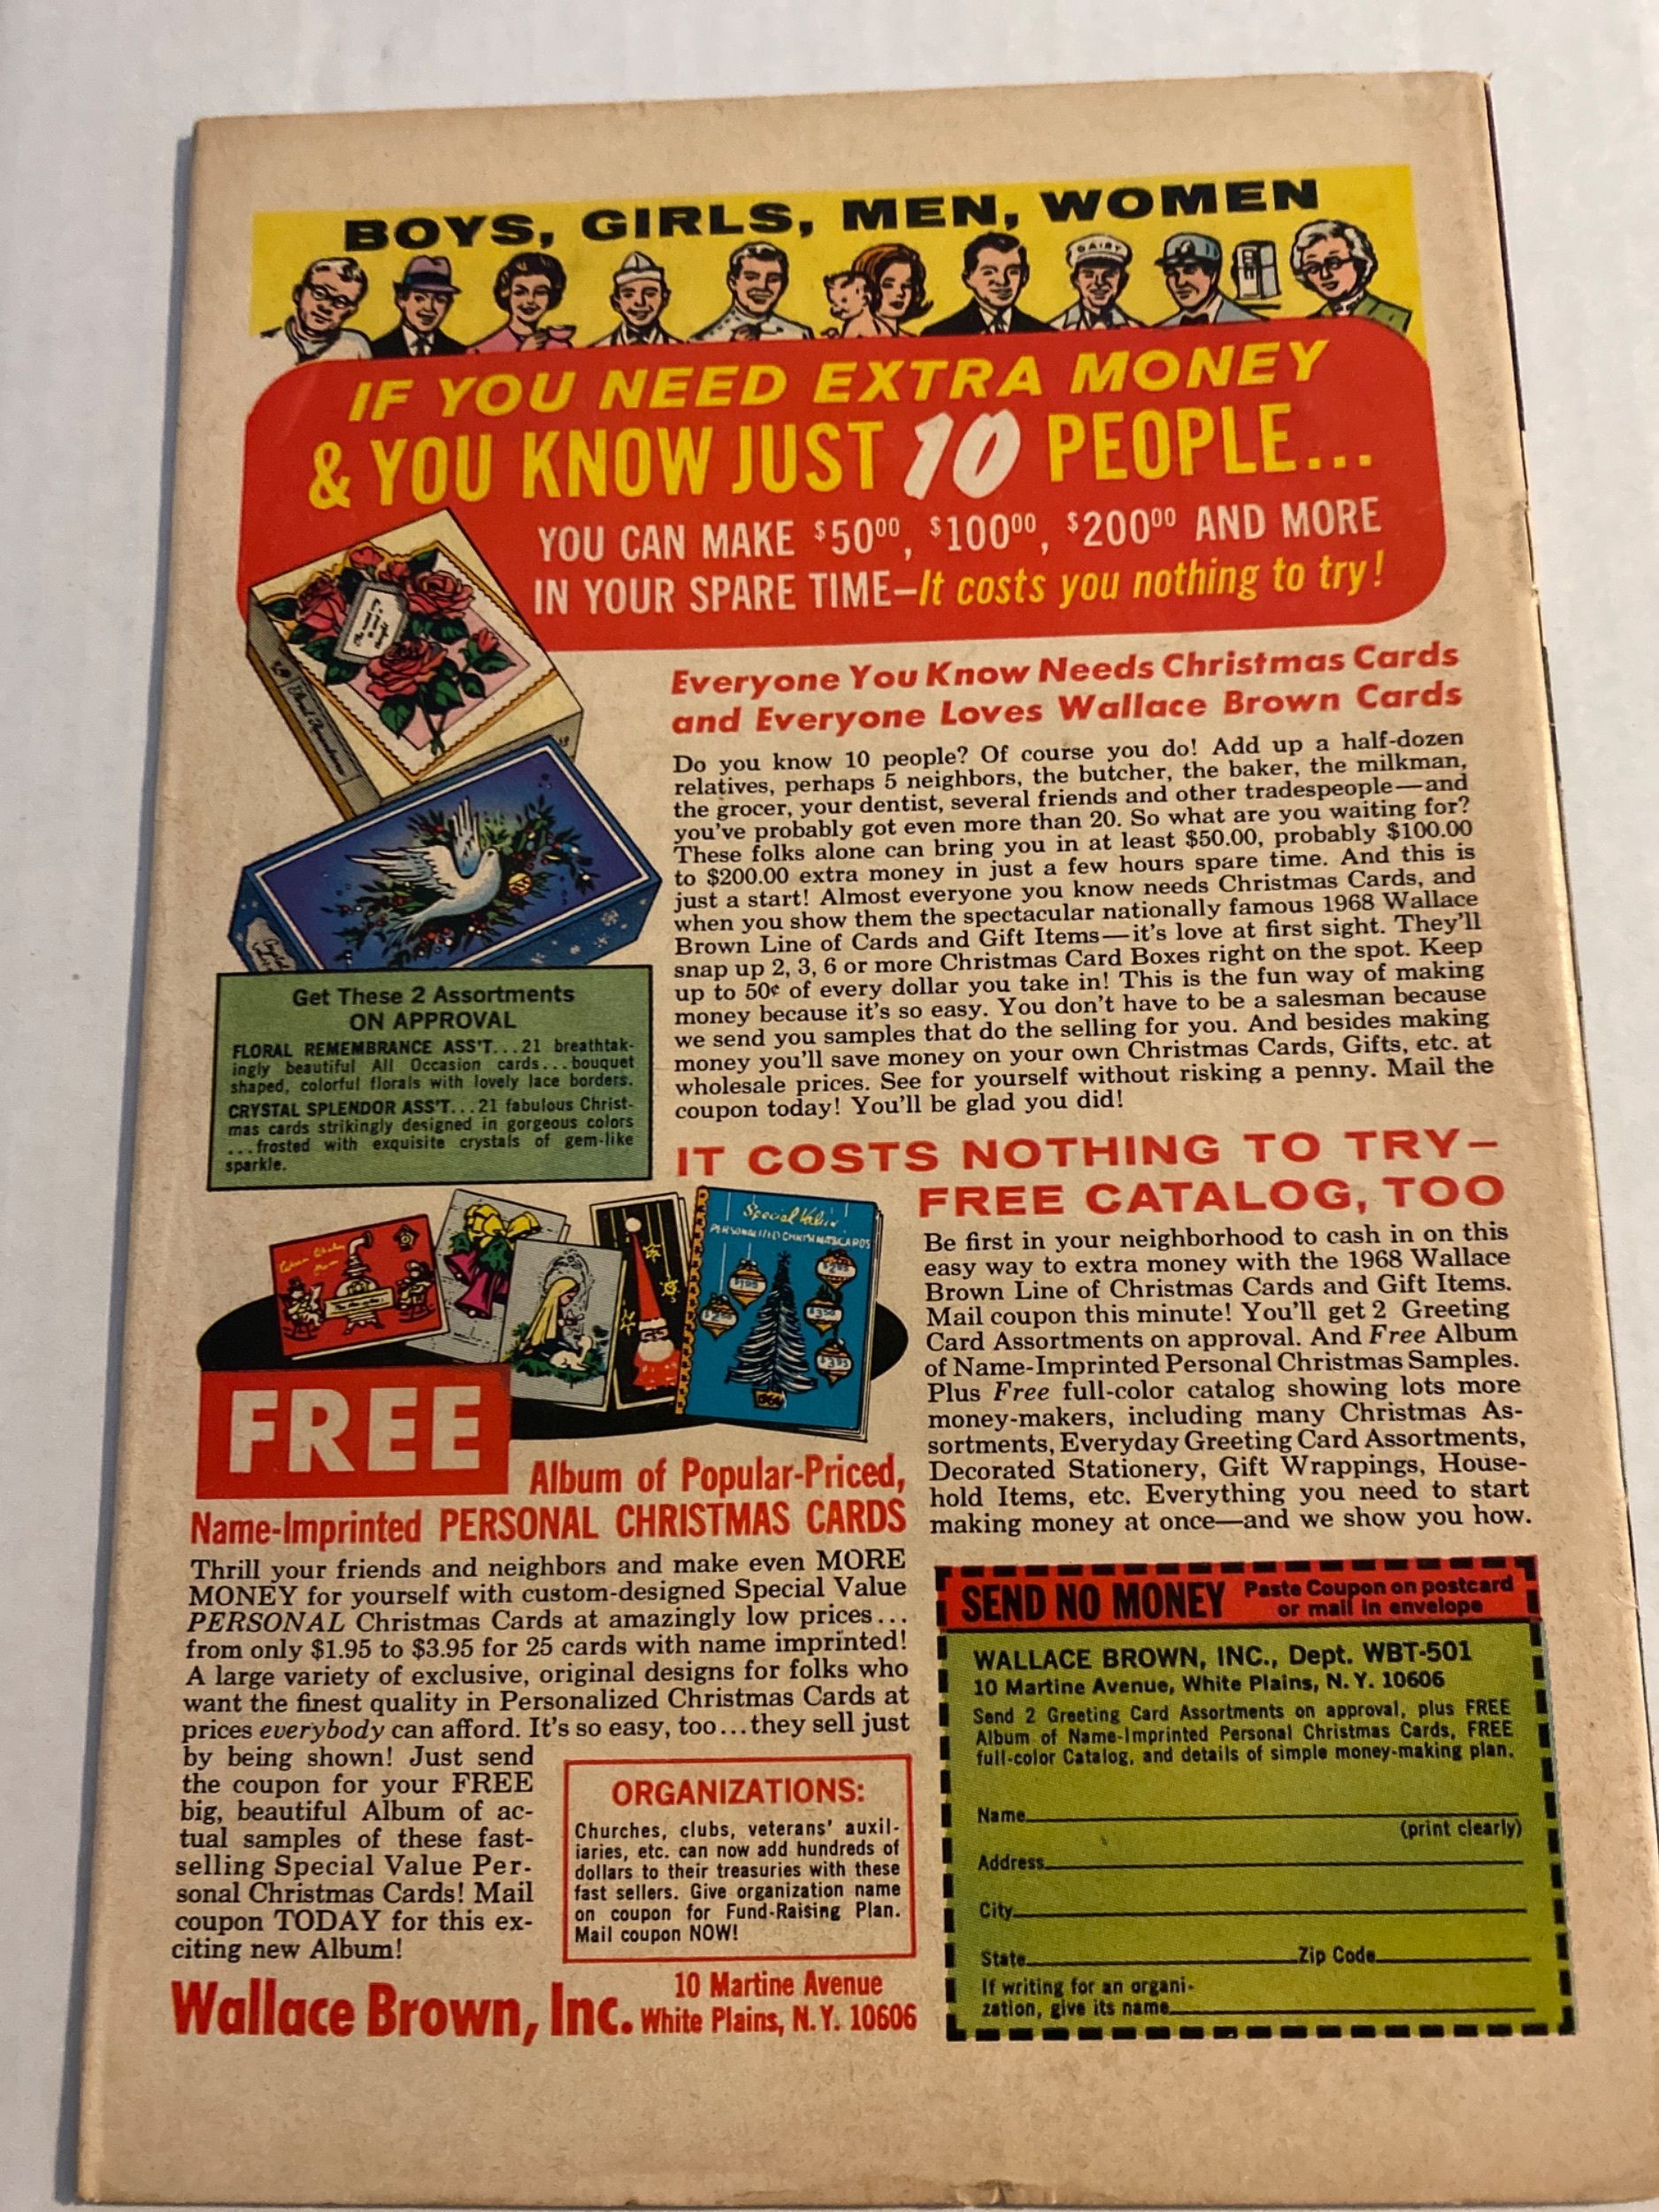 BOYS, GIRLS, MEN, WOMEN
DAIRY
IF YOU NEED EXTRA MONEY
& YOU KNOW JUST 10 PEOPLE...
YOU CAN MAKE $50⁰⁰, $100⁰⁰, $200⁰⁰ AND MORE
IN YOUR SPARE TIME—It costs you nothing to try!
Everyone You Know Needs Christmas Cards
and Everyone Loves Wallace Brown Cards
Do you know 10 people? Of course you do! Add up a half-dozen
relatives, perhaps 5 neighbors, the butcher, the baker, the milkman,
the grocer, your dentist, several friends and other tradespeople—and
you've probably got even more than 20. So what are you waiting for?
These folks alone can bring you in at least $50.00, probably $100.00
to $200.00 extra money in just a few hours spare time. And this is
just a start! Almost everyone you know needs Christmas Cards, and
when you show them the spectacular nationally famous 1968 Wallace
Brown Line of Cards and Gift Items—it's love at first sight. They'll
snap up 2, 3, 6 or more Christmas Card Boxes right on the spot. Keep
up to 50¢ of every dollar you take in! This is the fun way of making
money because it's so easy. You don't have to be a salesman because
we send you samples that do the selling for you. And besides making
money you'll save money on your own Christmas Cards, Gifts, etc. at
wholesale prices. See for yourself without risking a penny. Mail the
coupon today! You'll be glad you did!
Floral Remembrance
Get These 2 Assortments
ON APPROVAL
FLORAL REMEMBRANCE ASS'T...21 breathtak-
ingly beautiful All Occasion cards...bouquet
shaped, colorful florals with lovely lace borders.
CRYSTAL SPLENDOR ASS'T...21 fabulous Christ-
mas cards strikingly designed in gorgeous colors
...frosted with exquisite crystals of gem-like
sparkle.
IT COSTS NOTHING TO TRY—
FREE CATALOG, TOO
Be first in your neighborhood to cash in on this
easy way to extra money with the 1968 Wallace
Brown Line of Christmas Cards and Gift Items.
Mail coupon this minute! You'll get 2 Greeting
Card Assortments on approval. And Free Album
of Name-Imprinted Personal Christmas Samples.
Plus Free full-color catalog showing lots more
money-makers, including many Christmas As-
sortments, Everyday Greeting Card Assortments,
Decorated Stationery, Gift Wrappings, House-
hold Items, etc. Everything you need to start
making money at once—and we show you how.
Special Value
PERSONALIZED CHRISTMAS CARDS
$1.95
$2.95
$3.50
$3.95
FREE
Album of Popular-Priced,
Name-Imprinted PERSONAL CHRISTMAS CARDS
Thrill your friends and neighbors and make even MORE
MONEY for yourself with custom-designed Special Value
PERSONAL Christmas Cards at amazingly low prices...
from only $1.95 to $3.95 for 25 cards with name imprinted!
A large variety of exclusive, original designs for folks who
want the finest quality in Personalized Christmas Cards at
prices everybody can afford. It's so easy, too...they sell just
by being shown! Just send
the coupon for your FREE
big, beautiful Album of ac-
tual samples of these fast-
selling Special Value Per-
sonal Christmas Cards! Mail
coupon TODAY for this ex-
citing new Album!
ORGANIZATIONS:
Churches, clubs, veterans' auxil-
iaries, etc. can now add hundreds of
dollars to their treasuries with these
fast sellers. Give organization name
on coupon for Fund-Raising Plan.
Mail coupon NOW!
Wallace Brown, Inc.
10 Martine Avenue
White Plains, N.Y. 10606
SEND NO MONEY Paste Coupon on postcard
or mail in envelope
WALLACE BROWN, INC., Dept. WBT-501
10 Martine Avenue, White Plains, N. Y. 10606
Send 2 Greeting Card Assortments on approval, plus FREE
Album of Name-Imprinted Personal Christmas Cards, FREE
full-color Catalog, and details of simple money-making plan.
Name
(print clearly)
Address
City
State Zip Code
If writing for an organi-
zation, give its name